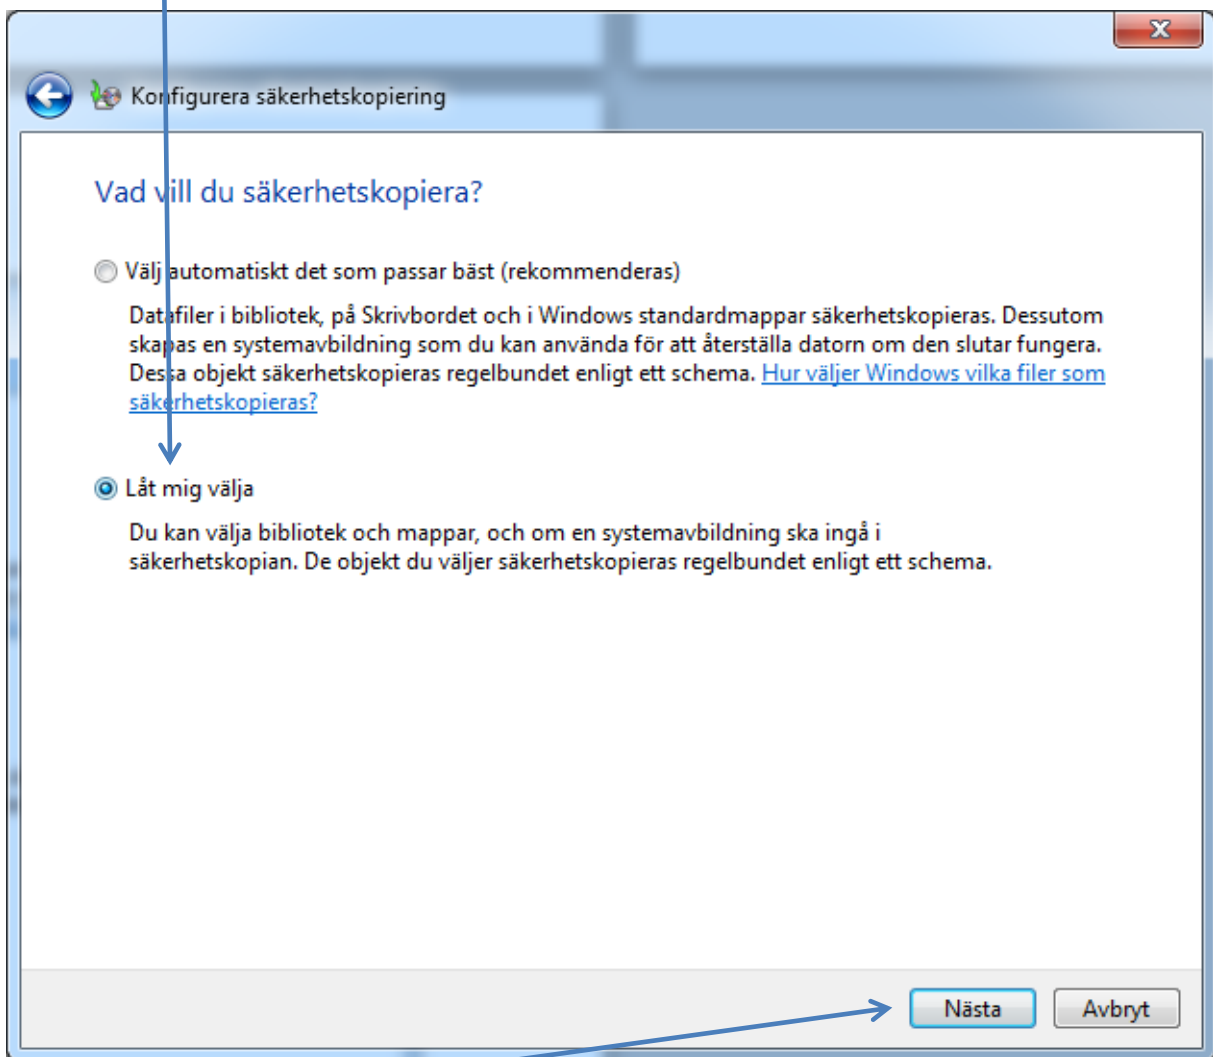 Konfigurera säkerhetskopiering
Vad vill du säkerhetskopiera?
Välj automatiskt det som passar bäst (rekommenderas)
Datafiler i bibliotek, på Skrivbordet och i Windows standardmappar säkerhetskopieras. Dessutom
skapas en systemavbildning som du kan använda för att återställa datorn om den slutar fungera.
Dessa objekt säkerhetskopieras regelbundet enligt ett schema. Hur väljer Windows vilka filer som
säkerhetskopieras?
Låt mig välja
Du kan välja bibliotek och mappar, och om en systemavbildning ska ingå i
säkerhetskopian. De objekt du väljer säkerhetskopieras regelbundet enligt ett schema.
Nästa Avbryt